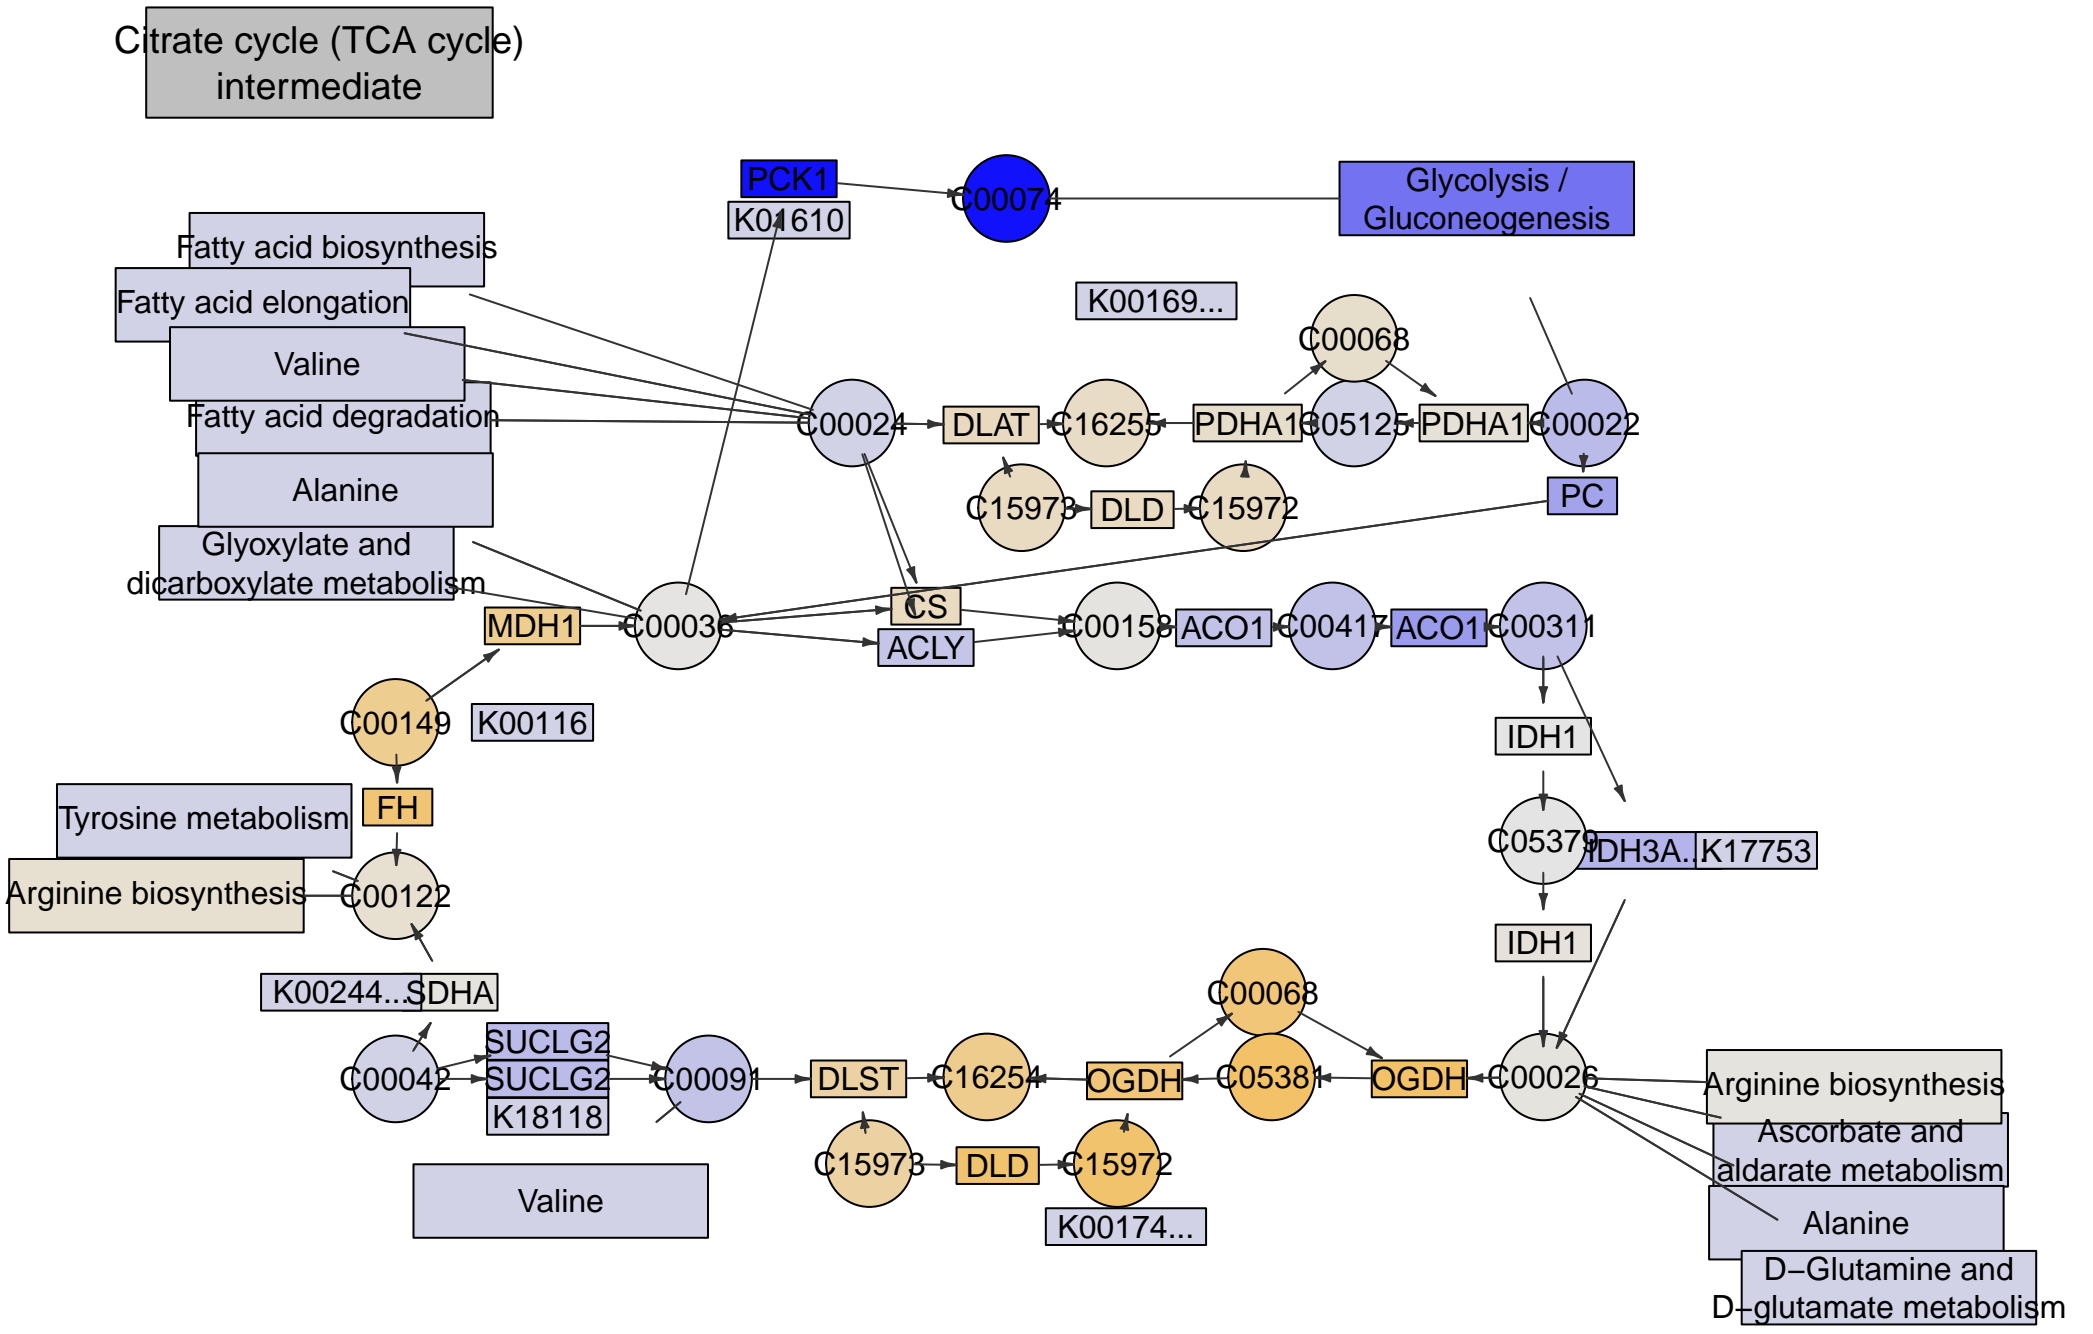 Citrate cycle (TCA cycle)
intermediate
PCK1
K01610
C00074
Glycolysis /
Gluconeogenesis
Fatty acid biosynthesis
Fatty acid elongation
Valine
Fatty acid degradation
Alanine
Glyoxylate and
dicarboxylate metabolism
K00169...
C00068
C00024
DLAT
C16255
PDHA1
C05125
PDHA1
C00022
C15973
DLD
C15972
PC
MDH1
C00036
CS
ACLY
C00158
ACO1
C00417
ACO1
C00311
C00149
K00116
IDH1
FH
Tyrosine metabolism
C05379
IDH3A...
K17753
Arginine biosynthesis
C00122
IDH1
K00244...
SDHA
C00068
C00042
SUCLG2
SUCLG2
K18118
C00091
DLST
C16254
OGDH
C05381
OGDH
C00026
Arginine biosynthesis
Ascorbate and
aldarate metabolism
C15973
DLD
C15972
Valine
K00174...
Alanine
D−Glutamine and
D−glutamate metabolism